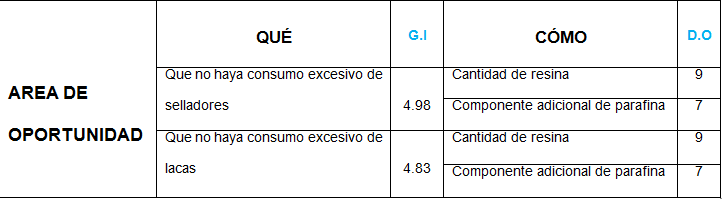 QUÉ G.I CÓMO D.O
AREA DE
OPORTUNIDAD
Que no haya consumo excesivo de
selladores
4.98
Cantidad de resina 9
Componente adicional de parafina 7
Que no haya consumo excesivo de
lacas
4.83
Cantidad de resina 9
Componente adicional de parafina 7